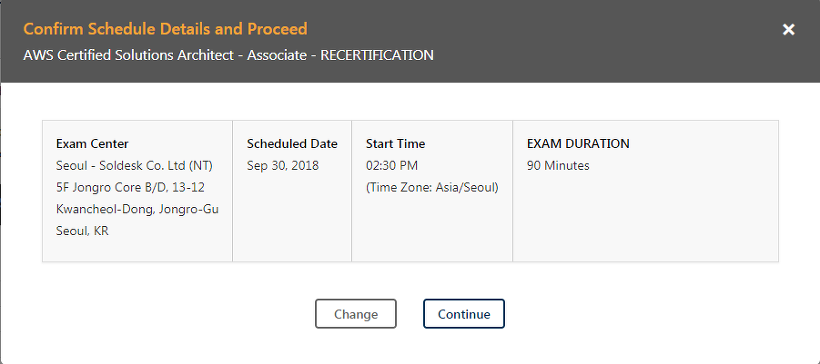 Confirm Schedule Details and Proceed
AWS Certified Solutions Architect - Associate - RECERTIFICATION
Exam Center
Seoul - Soldesk Co. Ltd (NT)
5F Jongro Core B/D, 13-12
Kwancheol-Dong, Jongro-Gu
Seoul, KR
Scheduled Date
Sep 30, 2018
Start Time
02:30 PM
(Time Zone: Asia/Seoul)
EXAM DURATION
90 Minutes
Change
Continue